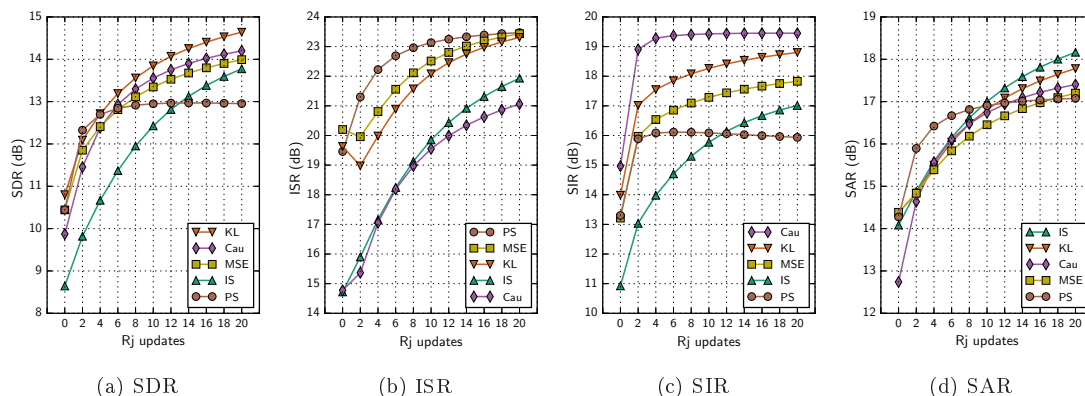 SDR (dB)
15
14
13
12
11
10
9
8
KL
Cau
MSE
IS
PS
0 2 4 6 8 10 12 14 16 18 20
Rj updates
(a) SDR
ISR (dB)
24
23
22
21
20
19
18
17
16
15
14
PS
MSE
KL
IS
Cau
0 2 4 6 8 10 12 14 16 18 20
Rj updates
(b) ISR
SIR (dB)
20
19
18
17
16
15
14
13
12
11
10
Cau
KL
MSE
IS
PS
0 2 4 6 8 10 12 14 16 18 20
Rj updates
(c) SIR
SAR (dB)
19
18
17
16
15
14
13
12
IS
KL
Cau
MSE
PS
0 2 4 6 8 10 12 14 16 18 20
Rj updates
(d) SAR